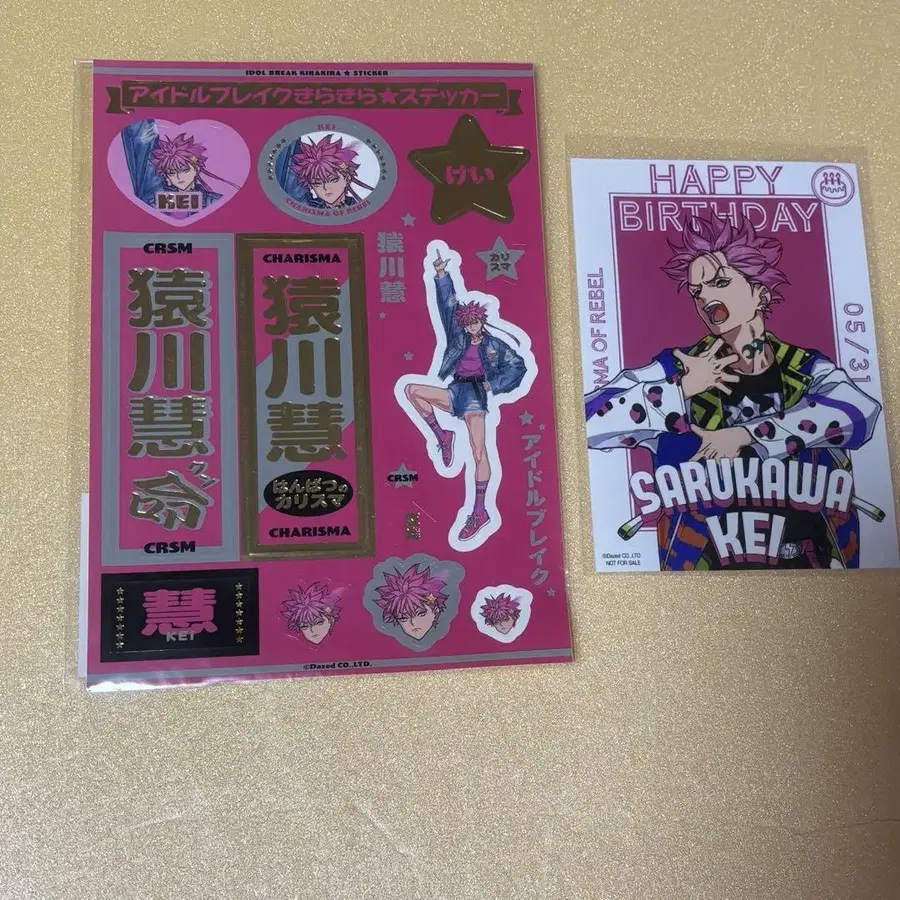 IDOL BREAK KIRAKIRA ★ STICKER
アイドルブレイクきらきら★ステッカー
KEI
KEI
CHARISMA OF REBEL
けい
CRSM
猿川慧
命
CRSM
CHARISMA
猿川慧
はんぱつの
カリスマ
CHARISMA
猿川慧
カリ
スマ
CRSM
アイドルブレイク
慧
KEI
©Dazed CO.,LTD.
HAPPY
BIRTHDAY
SMA OF REBEL
05/31
SARUKAWA
KEI
©Dazed CO.,LTD
NOT FOR SALE